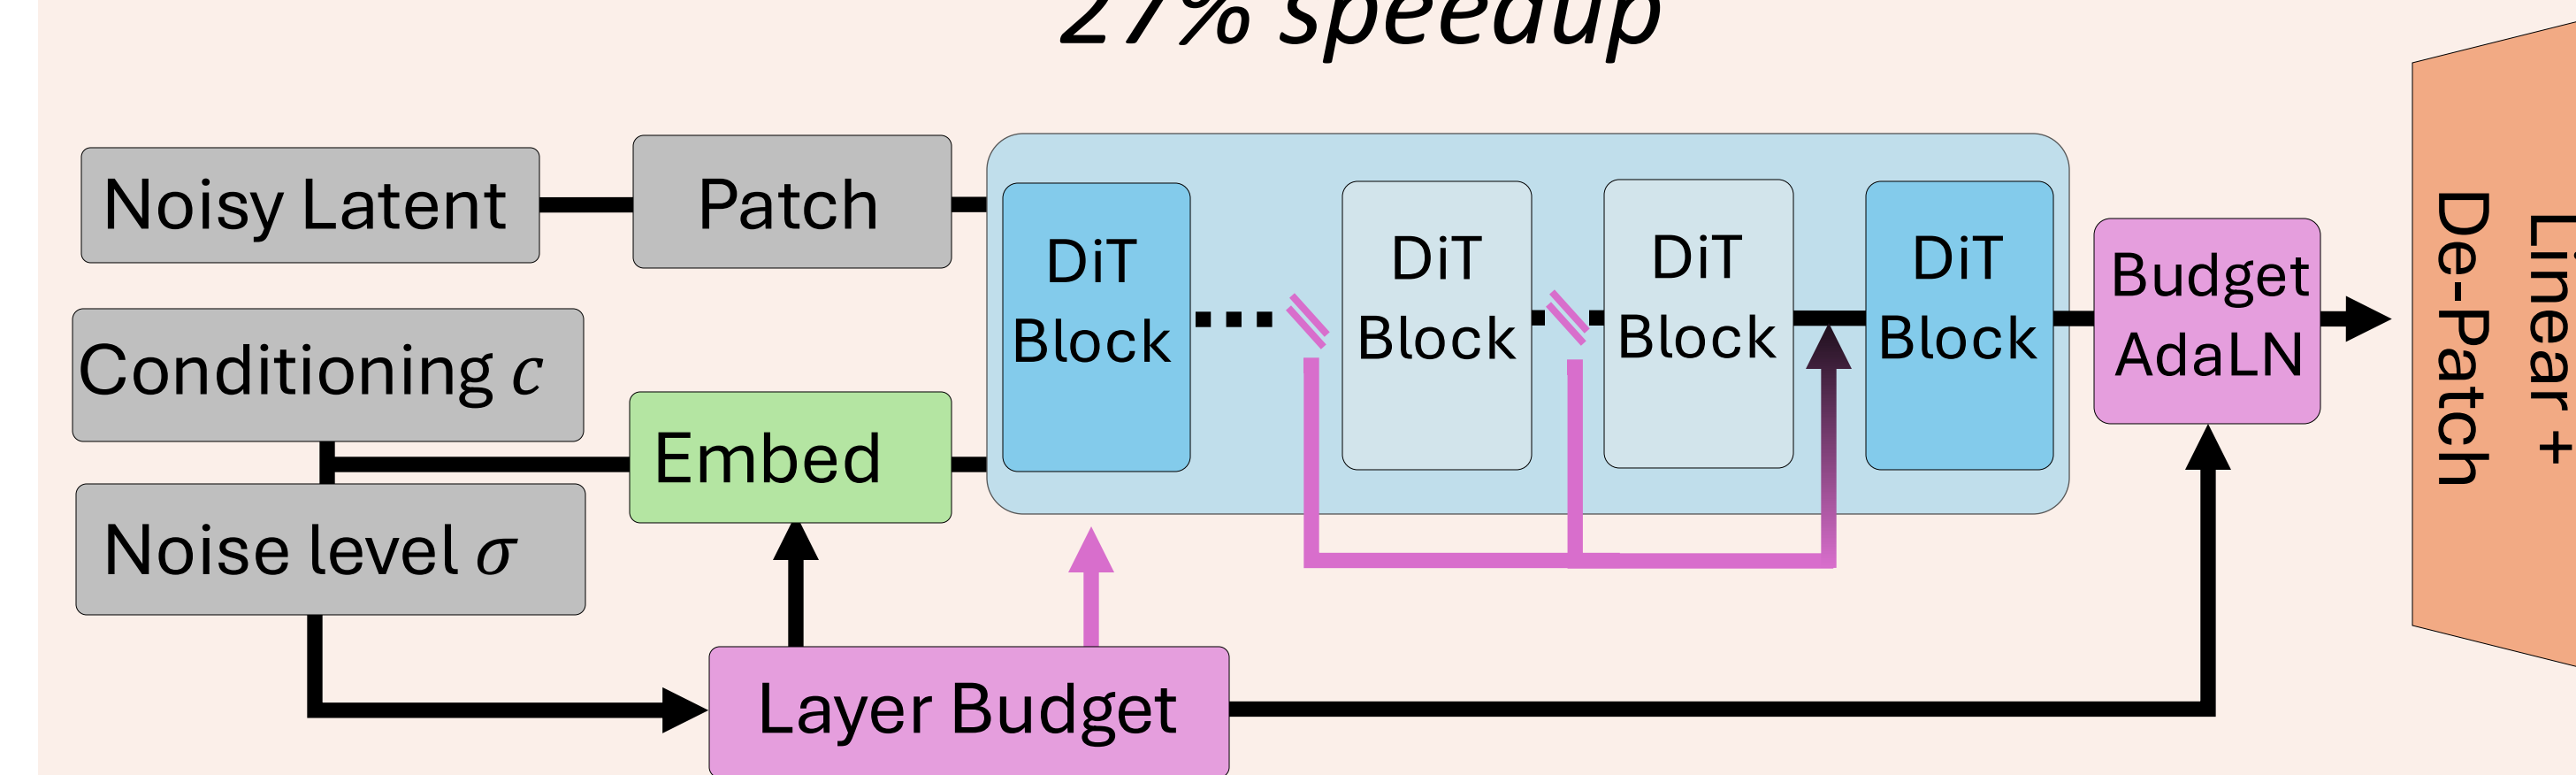 27% speedup
Noisy Latent
Patch
Conditioning c
Embed
Noise level σ
Layer Budget
DiT
Block
DiT
Block
DiT
Block
DiT
Block
Budget
AdaLN
Linear +
De-Patch